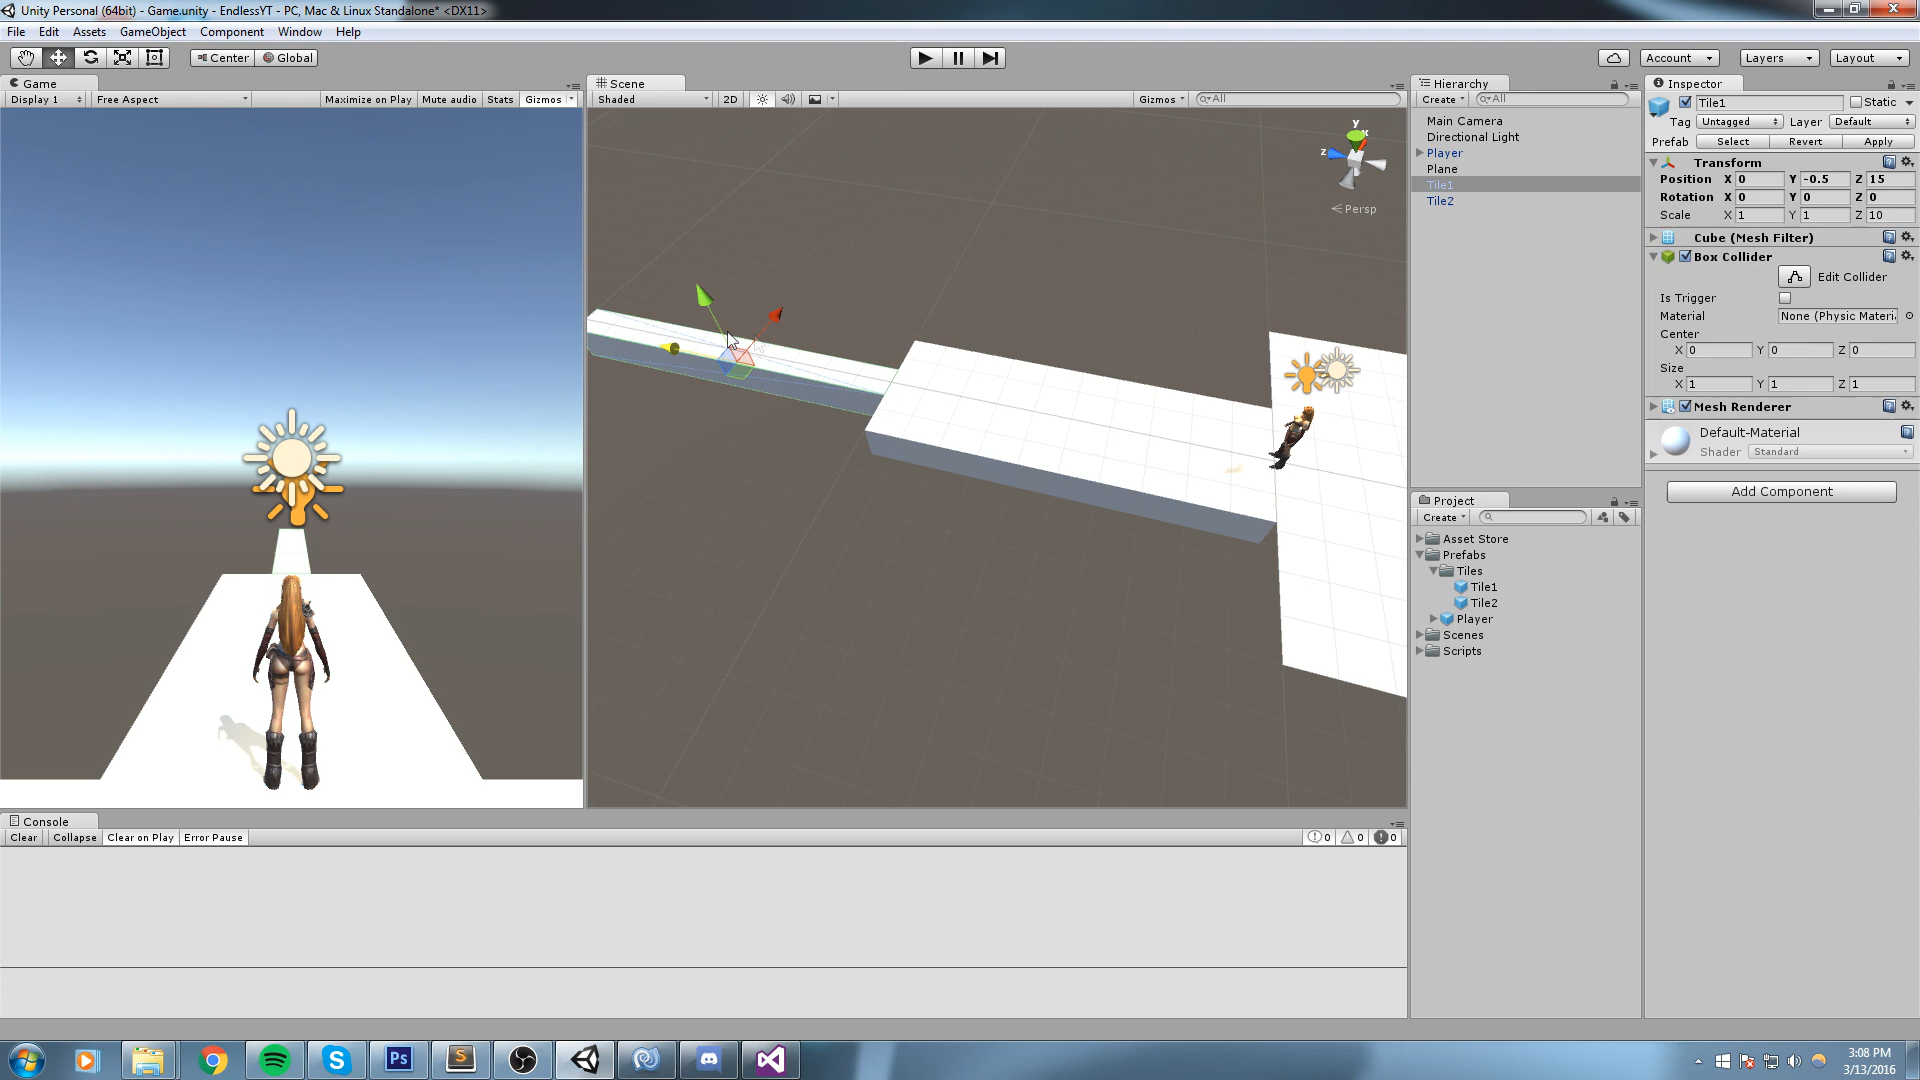 Unity Personal (64bit) - Game.unity - EndlessYT - PC, Mac & Linux Standalone* <DX11>
File Edit Assets GameObject Component Window Help
Center Global Account Layers Layout
Game
Display 1 Free Aspect Maximize on Play Mute audio Stats Gizmos
Scene
Shaded 2D Gizmos All
y
x
z
Persp
Hierarchy
Create All
Main Camera
Directional Light
Player
Plane
Tile1
Tile2
Project
Create
Asset Store
Prefabs
Tiles
Tile1
Tile2
Player
Scenes
Scripts
Inspector
Tile1 Static
Tag Untagged Layer Default
Prefab Select Revert Apply
Transform
Position X 0 Y -0.5 Z 15
Rotation X 0 Y 0 Z 0
Scale X 1 Y 1 Z 10
Cube (Mesh Filter)
Box Collider
Edit Collider
Is Trigger
Material None (Physic Materi
Center
X 0 Y 0 Z 0
Size
X 1 Y 1 Z 1
Mesh Renderer
Default-Material
Shader Standard
Add Component
Console
Clear Collapse Clear on Play Error Pause 0 0 0
Ps
3:08 PM
3/13/2016